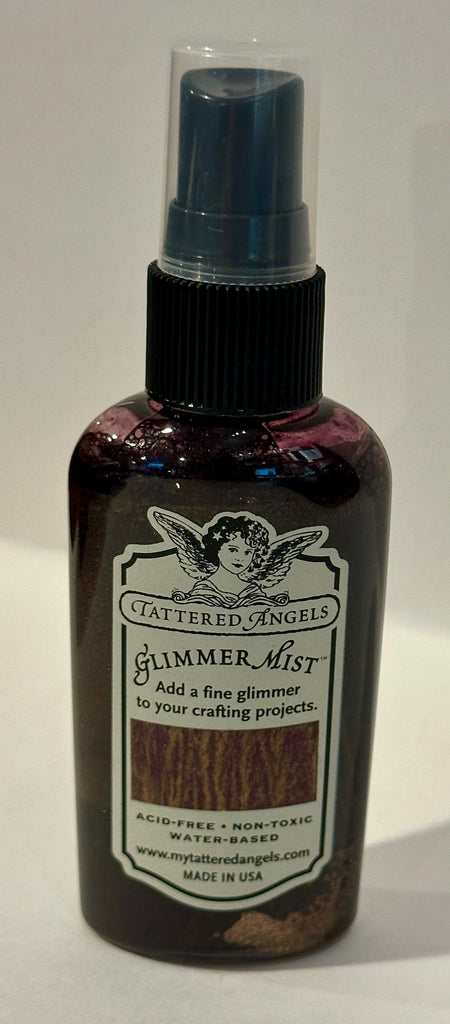 TATTERED ANGELS
GLIMMER MIST™
Add a fine glimmer
to your crafting projects.
ACID-FREE • NON-TOXIC
WATER-BASED
www.mytatteredangels.com
MADE IN USA